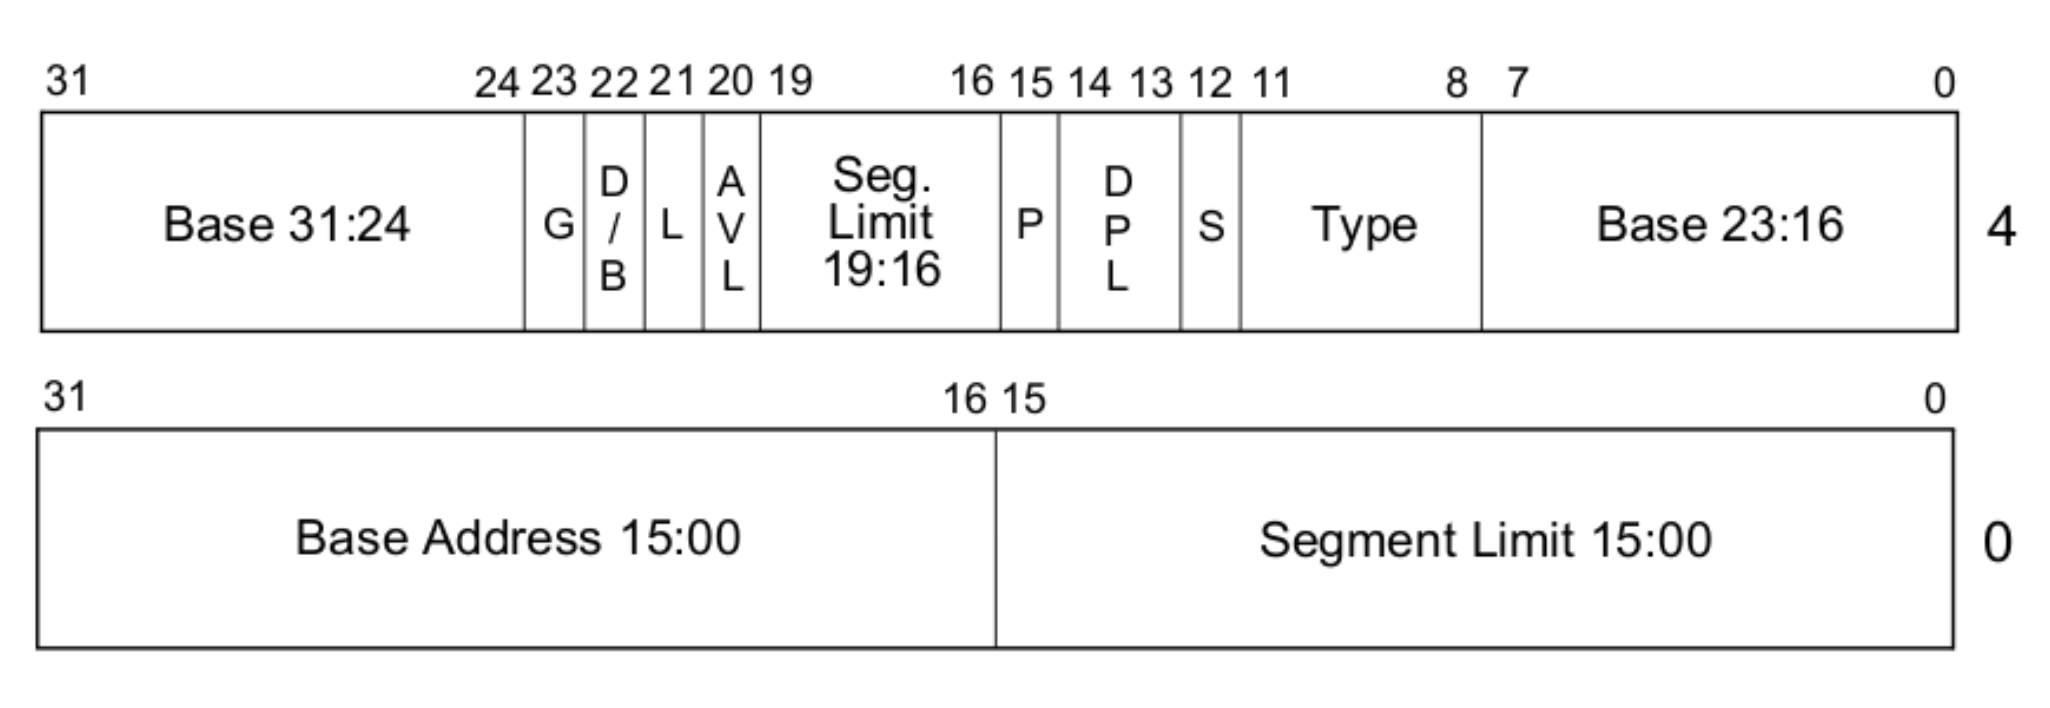 31 24 23 22 21 20 19 16 15 14 13 12 11 8 7 0
Base 31:24 G D/B L AVL Seg. Limit 19:16 P DPL S Type Base 23:16 4
31 16 15 0
Base Address 15:00 Segment Limit 15:00 0